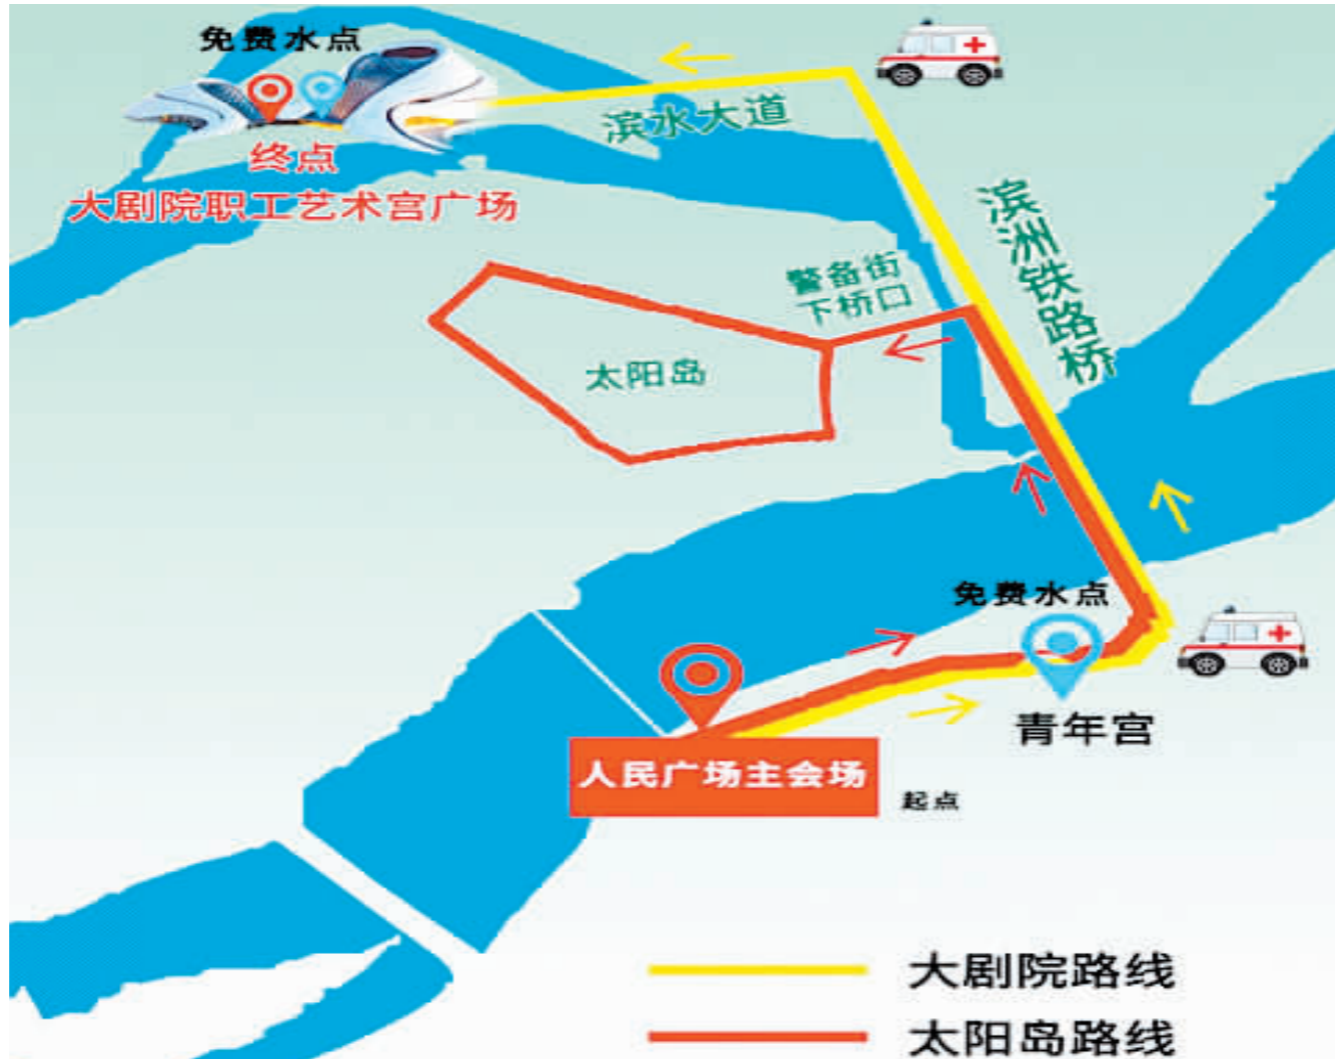 免费水点
滨水大道
终点
大剧院职工艺术宫广场
滨洲铁路桥
警备街
下桥口
太阳岛
免费水点
青年宫
人民广场主会场
起点
大剧院路线
太阳岛路线